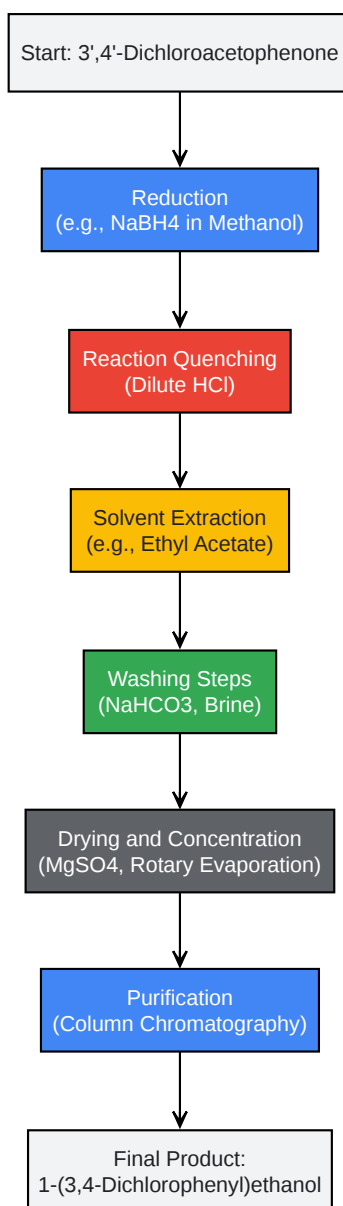 Start: 3',4'-Dichloroacetophenone
Reduction
(e.g., NaBH4 in Methanol)
Reaction Quenching
(Dilute HCl)
Solvent Extraction
(e.g., Ethyl Acetate)
Washing Steps
(NaHCO3, Brine)
Drying and Concentration
(MgSO4, Rotary Evaporation)
Purification
(Column Chromatography)
Final Product:
1-(3,4-Dichlorophenyl)ethanol